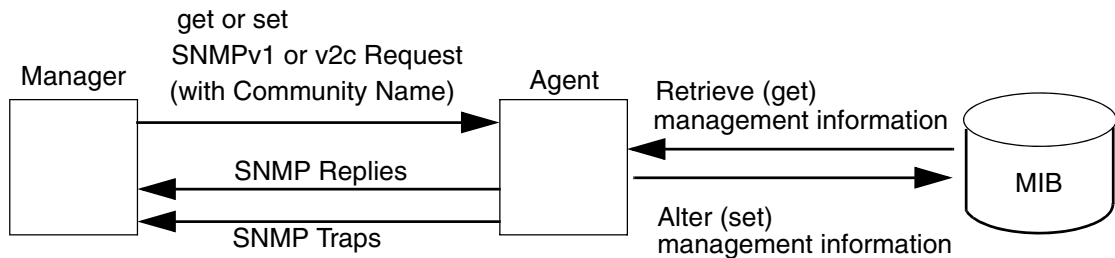 get or set
SNMPv1 or v2c Request
(with Community Name)
Manager
Agent
Retrieve (get)
management information
SNMP Replies
MIB
SNMP Traps
Alter (set)
management information